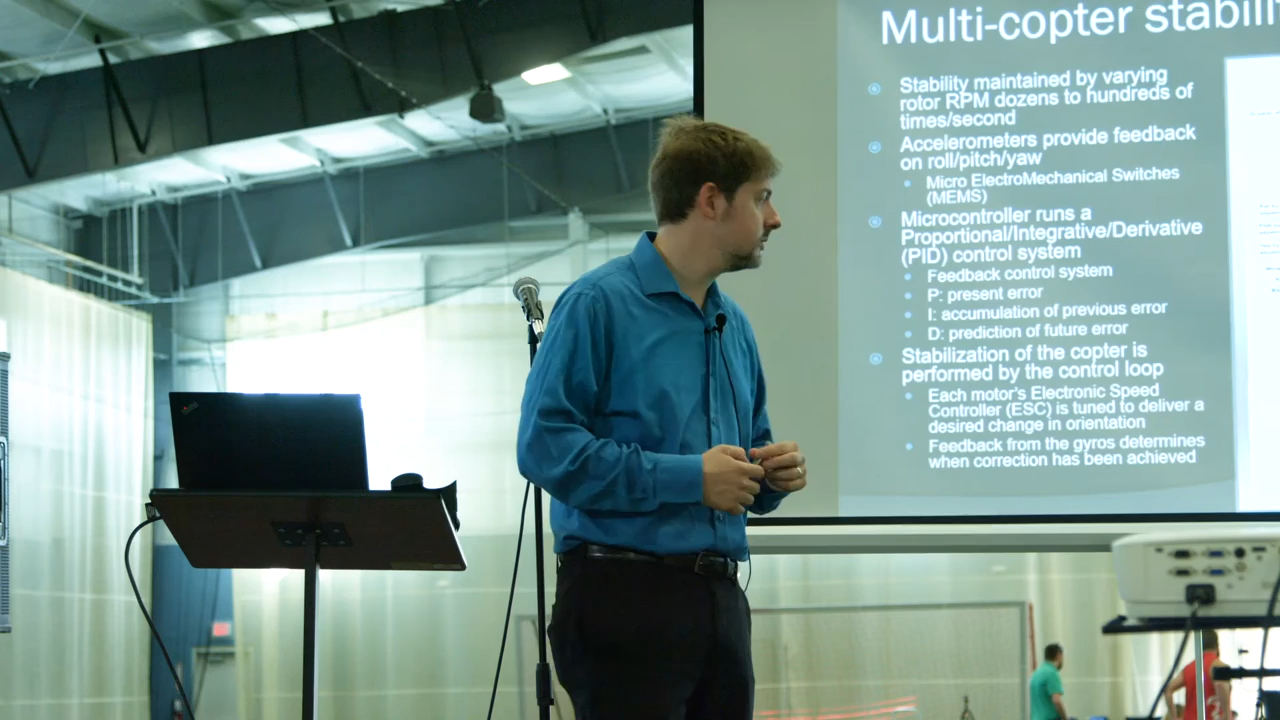 Multi-copter stabili
Stability maintained by varying
rotor RPM dozens to hundreds of
times/second
Accelerometers provide feedback
on roll/pitch/yaw
Micro ElectroMechanical Switches
(MEMS)
Microcontroller runs a
Proportional/Integrative/Derivative
(PID) control system
Feedback control system
P: present error
I: accumulation of previous error
D: prediction of future error
Stabilization of the copter is
performed by the control loop
Each motor's Electronic Speed
Controller (ESC) is tuned to deliver a
desired change in orientation
Feedback from the gyros determines
when correction has been achieved